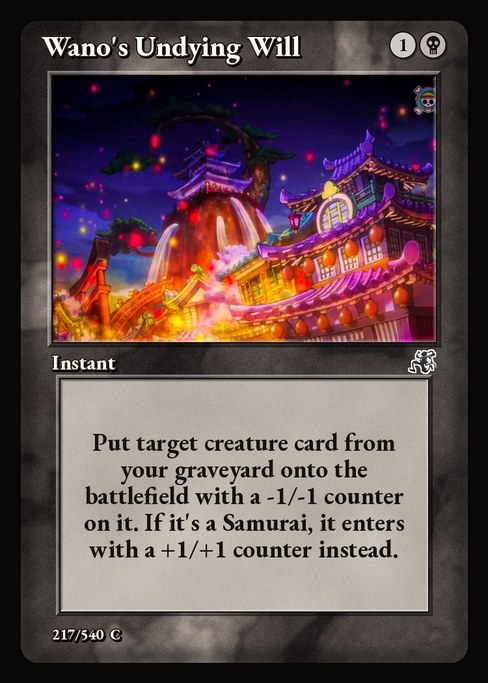 Wano's Undying Will 1
Instant
Put target creature card from
your graveyard onto the
battlefield with a -1/-1 counter
on it. If it's a Samurai, it enters
with a +1/+1 counter instead.
217/540 C